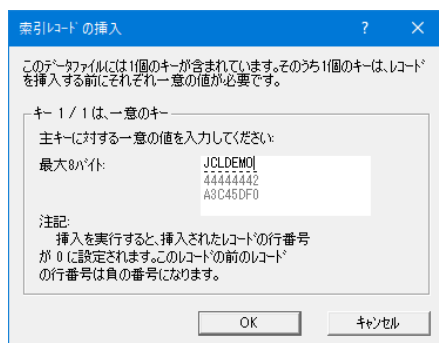 索引ﾚｺｰﾄﾞの挿入
? ×
このﾃﾞｰﾀﾌｧｲﾙには1個のキーが含まれています。そのうち1個のキーは、ﾚｺｰﾄﾞ
を挿入する前にそれぞれ一意の値が必要です。
キー 1 / 1 は、一意のキー
主キーに対する一意の値を入力してください:
最大8ﾊﾞｲﾄ: JCLDEMO
44444442
A3C45DF0
注記:
挿入を実行すると、挿入されたﾚｺｰﾄﾞの行番号
が 0 に設定されます。このﾚｺｰﾄﾞの前のﾚｺｰﾄﾞ
の行番号は負の番号になります。
OK ｷｬﾝｾﾙ